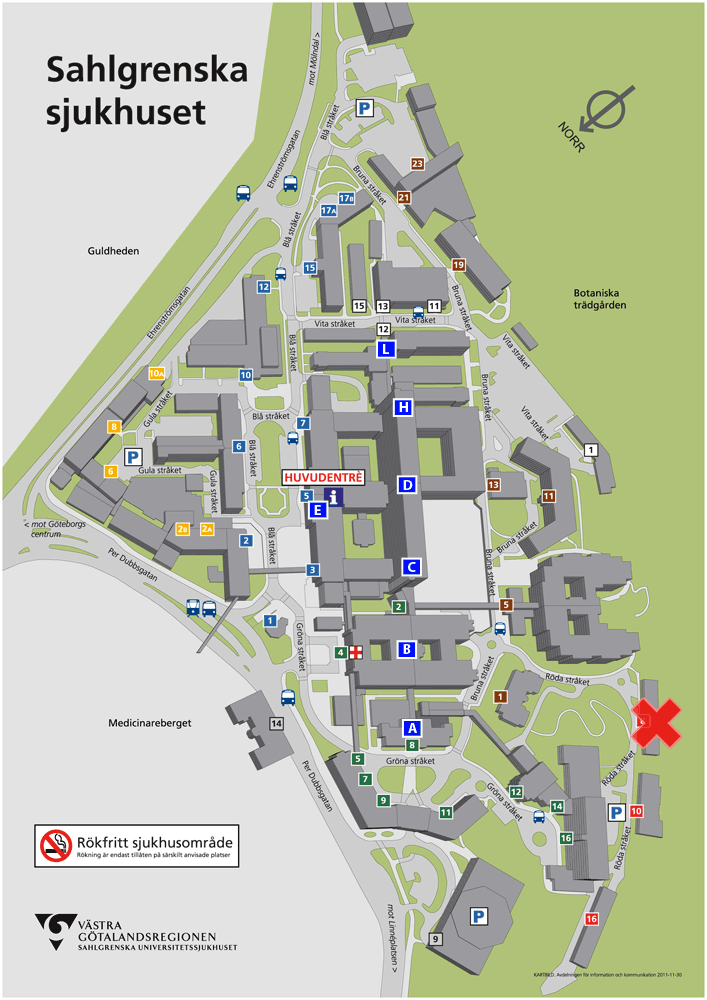 Sahlgrenska
sjukhuset
mot Mölndal >
Ehrenströmsgatan
Blå stråket
P
NORR
23
Bruna stråket
21
17B
17A
Blå stråket
Guldheden
15
19
12
Botaniska
trädgården
Ehrenströmsgatan
15
13
11
Bruna stråket
Vita stråket
Vita stråket
12
Vita stråket
Blå stråket
L
10A
10
Bruna stråket
Gula stråket
H
Blå stråket
Vita stråket
8
7
6
Blå stråket
1
P
6
Gula stråket
HUVUDENTRÉ
Gula stråket
D
13
5
i
11
E
< mot Göteborgs
centrum
2B
2A
Blå stråket
2
Bruna stråket
Per Dubbsgatan
3
C
Bruna stråket
2
5
1
Gröna stråket
4
B
Bruna stråket
Röda stråket
1
Medicinareberget
14
A
8
5
Gröna stråket
Röda stråket
7
Per Dubbsgatan
9
12
Gröna stråket
14
11
P
10
16
Röda stråket
Rökfritt sjukhusområde
Rökning är endast tillåten på särskilt anvisade platser
P
16
mot Linnéplatsen >
9
VÄSTRA
GÖTALANDSREGIONEN
SAHLGRENSKA UNIVERSITETSSJUKHUSET
KARTBILD: Avdelningen för information och kommunikation 2011-11-30